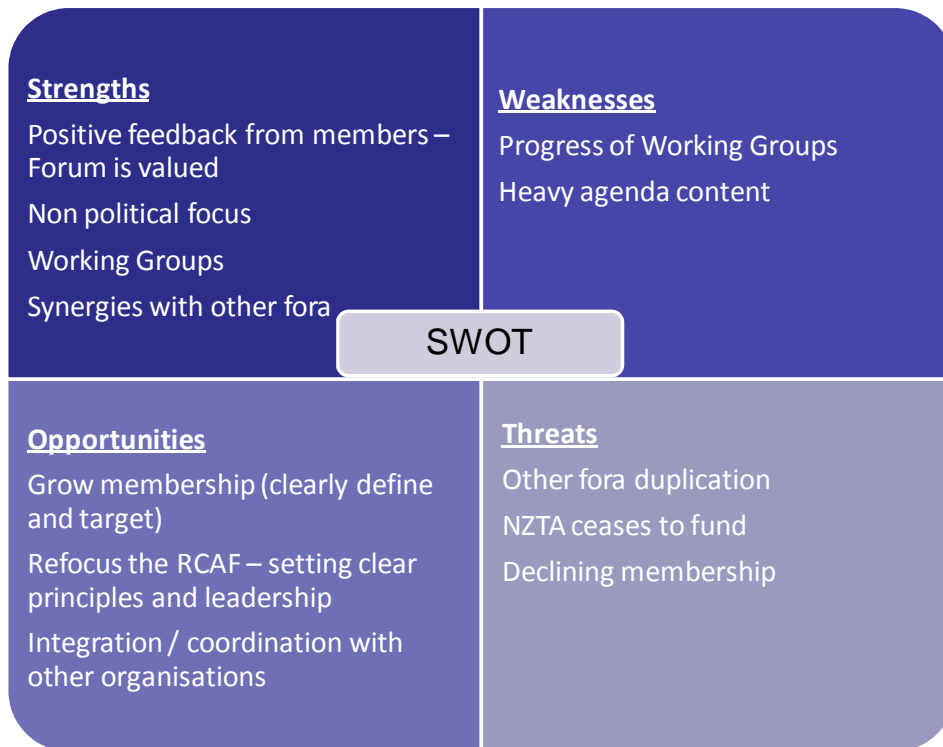 Strengths
Positive feedback from members –
Forum is valued
Non political focus
Working Groups
Synergies with other fora
Weaknesses
Progress of Working Groups
Heavy agenda content
SWOT
Opportunities
Grow membership (clearly define
and target)
Refocus the RCAF – setting clear
principles and leadership
Integration / coordination with
other organisations
Threats
Other fora duplication
NZTA ceases to fund
Declining membership